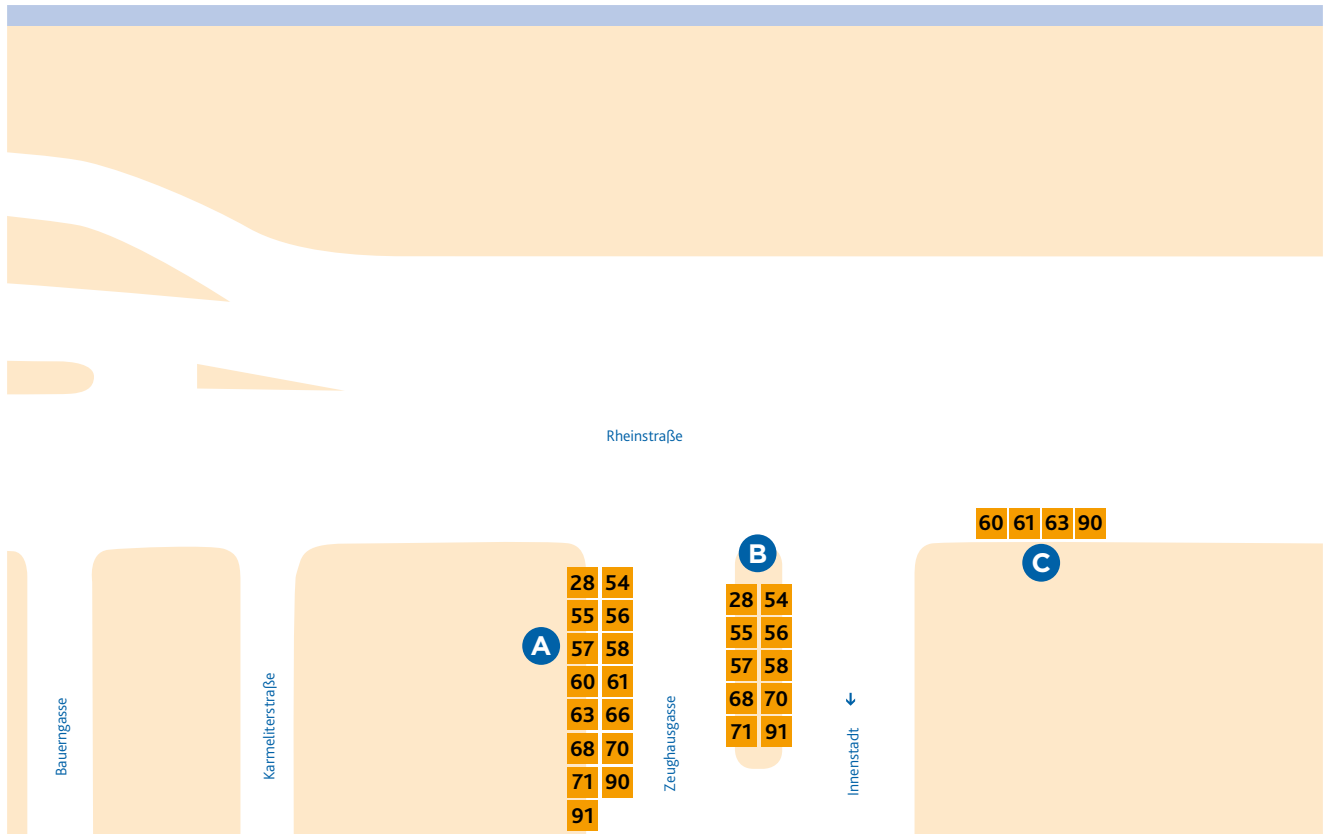 Rheinstraße
60 61 63 90
B
C
28 54
28 54
55 56
55 56
A
57 58
57 58
60 61
68 70
63 66
71 91
68 70
71 90
91
Bauerngasse
Karmeliterstraße
Zeughausgasse
Innenstadt ←